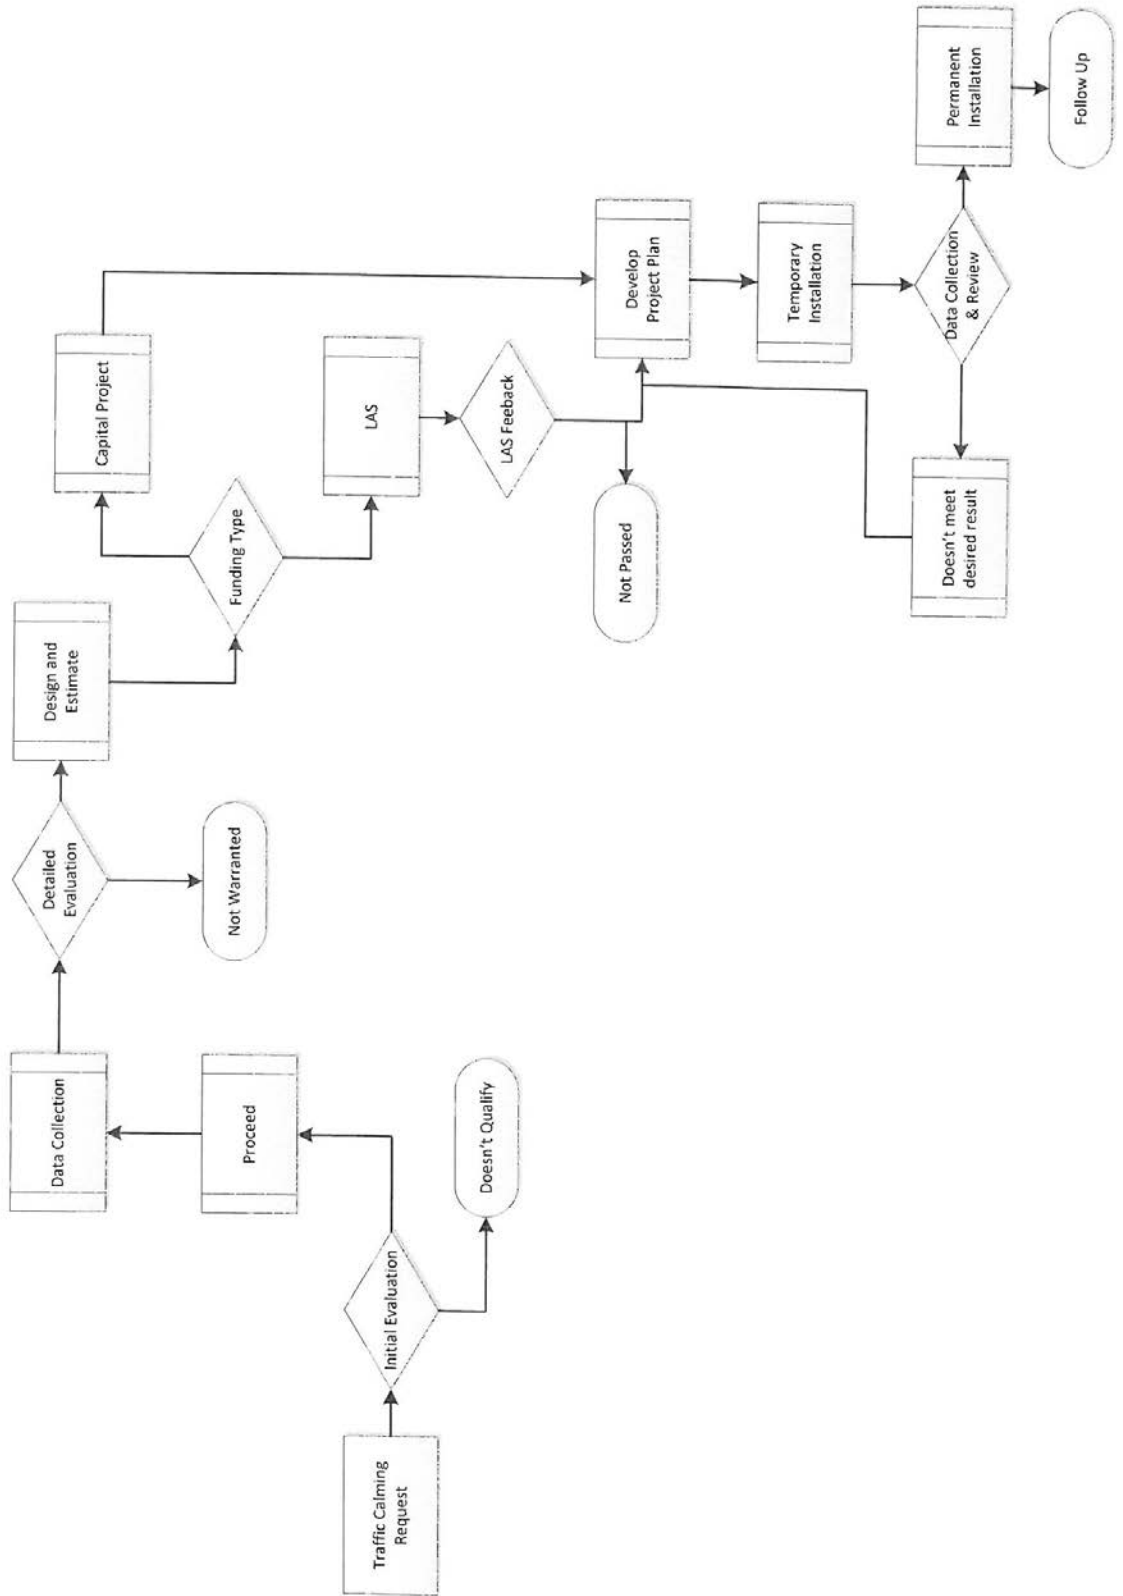 Traffic Calming
Request
Initial Evaluation
Doesn't Qualify
Proceed
Data Collection
Detailed
Evaluation
Not Warranted
Design and
Estimate
Funding Type
Capital Project
LAS
LAS Feeback
Not Passed
Develop
Project Plan
Temporary
Installation
Data Collection
& Review
Doesn't meet
desired result
Permanent
Installation
Follow Up